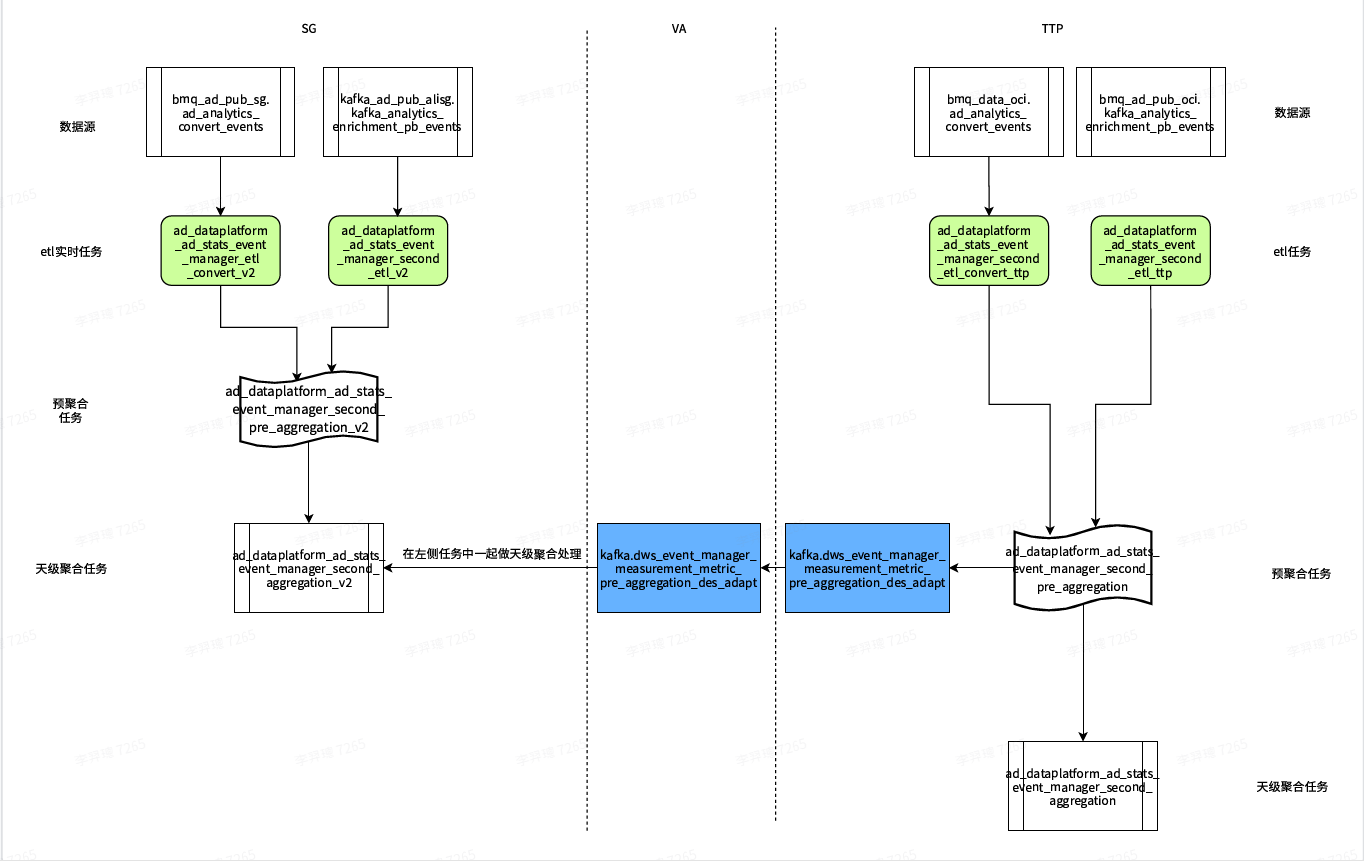 SG
VA
TTP
数据源
bmq_ad_pub_sg.
ad_analytics_
convert_events
kafka_ad_pub_alisg.
kafka_analytics_
enrichment_pb_events
bmq_data_oci.
ad_analytics_
convert_events
bmq_ad_pub_oci.
kafka_analytics_
enrichment_pb_events
数据源
etl实时任务
ad_dataplatform
_ad_stats_event
_manager_etl
_convert_v2
ad_dataplatform
_ad_stats_event
_manager_second
_etl_v2
ad_dataplatform
_ad_stats_event
_manager_second
_etl_convert_ttp
ad_dataplatform
_ad_stats_event
_manager_second
_etl_ttp
etl任务
预聚合
任务
ad_dataplatform_ad_stats_
event_manager_second_
pre_aggregation_v2
天级聚合任务
ad_dataplatform_ad_stats_
event_manager_second_
aggregation_v2
在左侧任务中一起做天级聚合处理
kafka.dws_event_manager_
measurement_metric_
pre_aggregation_des_adapt
kafka.dws_event_manager_
measurement_metric_
pre_aggregation_des_adapt
ad_dataplatform_ad_stats_
event_manager_second_
pre_aggregation
预聚合任务
ad_dataplatform_ad_stats_
event_manager_second_
aggregation
天级聚合任务